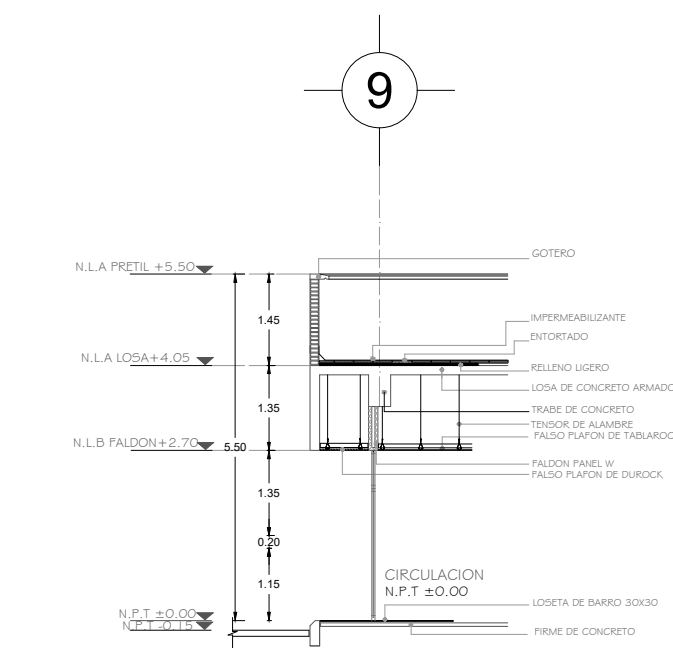 9
N.L.A PRETIL +5.50
GOTERO
1.45
IMPERMEABILIZANTE
ENTORTADO
N.L.A LOSA+4.05
RELLENO LIGERO
LOSA DE CONCRETO ARMADO
1.35
TRABE DE CONCRETO
TENSOR DE ALAMBRE
FALSO PLAFON DE TABLAROC
N.L.B FALDON+2.70
5.50
FALDON PANEL W
FALSO PLAFON DE DUROCK
1.35
0.20
1.15
CIRCULACION
N.P.T ±0.00
LOSETA DE BARRO 30X30
N.P.T ±0.00
N.P.T -0.15
FIRME DE CONCRETO